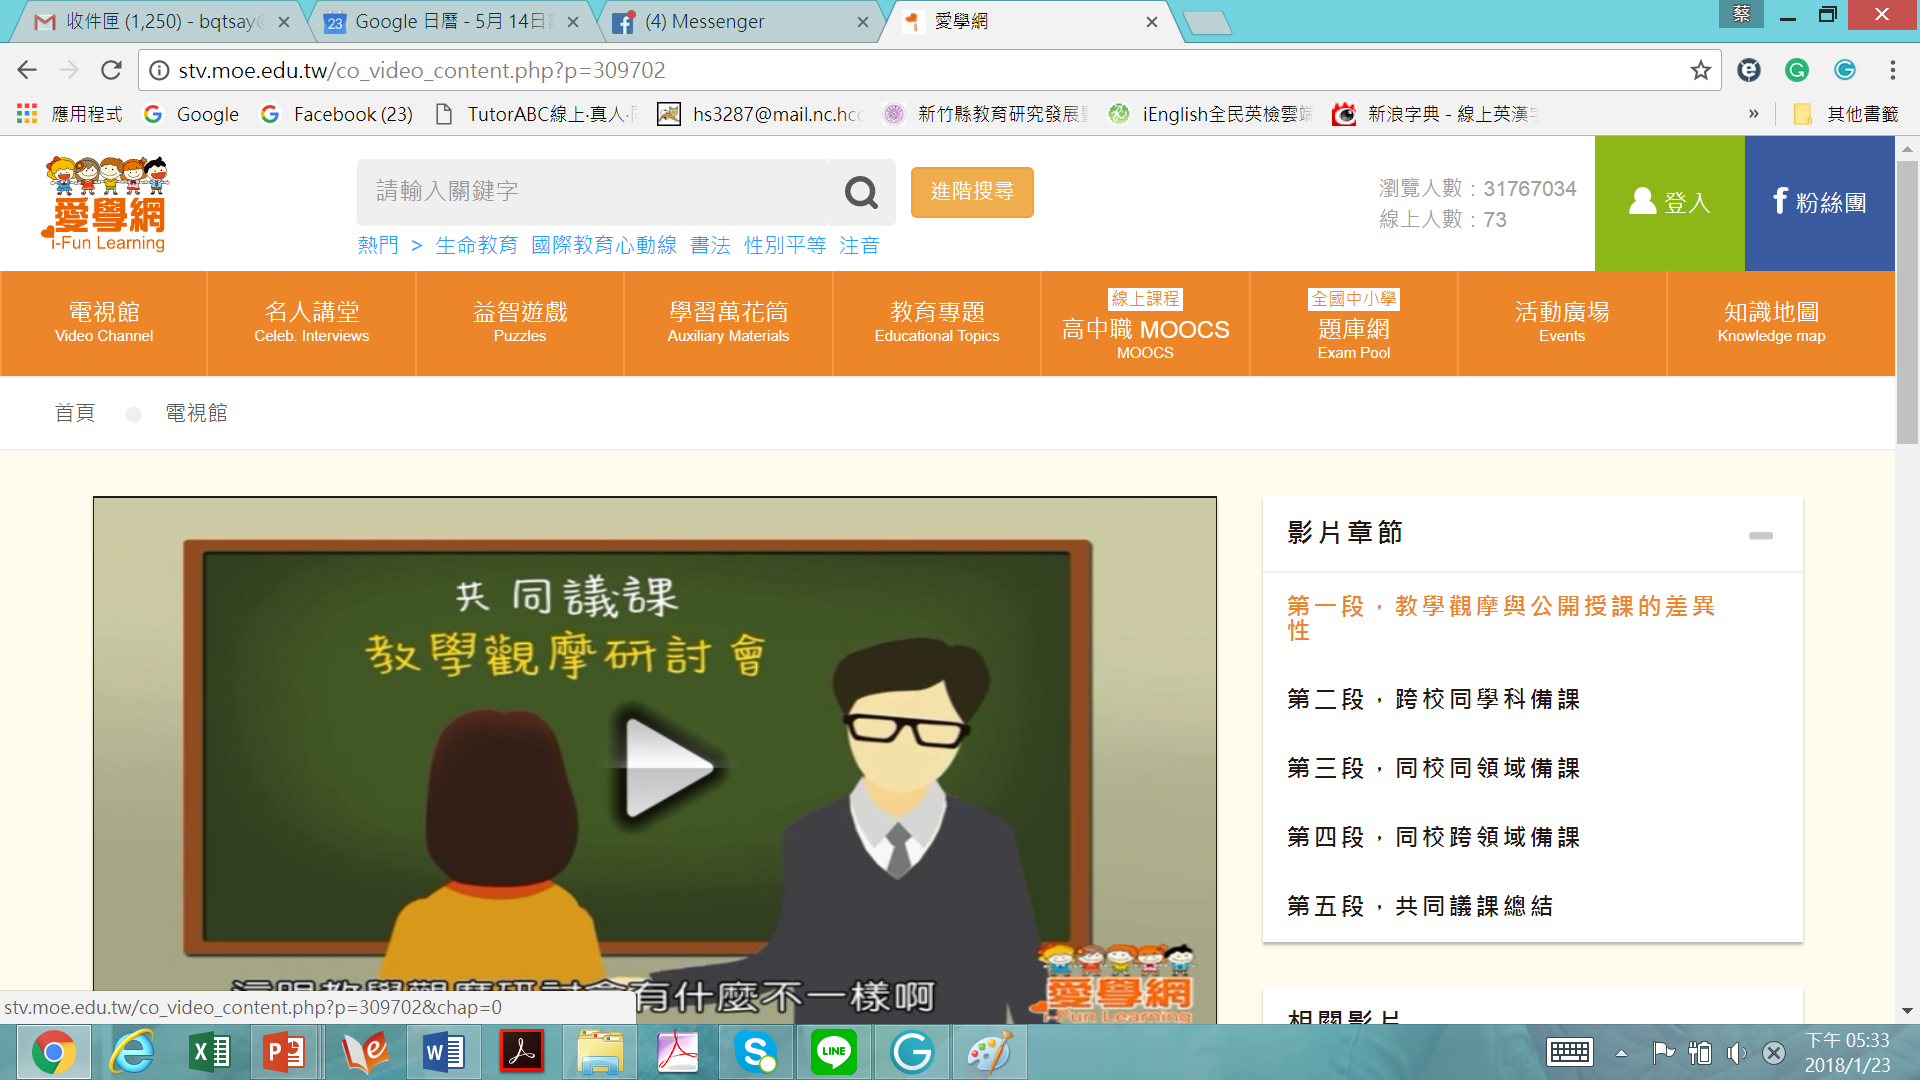 收件匣 (1,250) - bqtsay@
Google 日曆 - 5月 14日
(4) Messenger
愛學網
蔡
stv.moe.edu.tw/co_video_content.php?p=309702
應用程式
Google
Facebook (23)
TutorABC線上·真人·
hs3287@mail.nc.hcc
新竹縣教育研究發展
iEnglish全民英檢雲端
新浪字典 - 線上英漢字
»
其他書籤
愛學網
i-Fun Learning
請輸入關鍵字
進階搜尋
熱門 > 生命教育 國際教育心動線 書法 性別平等 注音
瀏覽人數：31767034
線上人數：73
登入
f 粉絲團
電視館
Video Channel
名人講堂
Celeb. Interviews
益智遊戲
Puzzles
學習萬花筒
Auxiliary Materials
教育專題
Educational Topics
線上課程
高中職 MOOCS
MOOCS
全國中小學
題庫網
Exam Pool
活動廣場
Events
知識地圖
Knowledge map
首頁
電視館
共同議課
教學觀摩研討會
有什麼不一樣啊
愛學網
i-Fun Learning
影片章節
第一段，教學觀摩與公開授課的差異
性
第二段，跨校同學科備課
第三段，同校同領域備課
第四段，同校跨領域備課
第五段，共同議課總結
相關影片
stv.moe.edu.tw/co_video_content.php?p=309702&chap=0
LINE
下午 05:33
2018/1/23